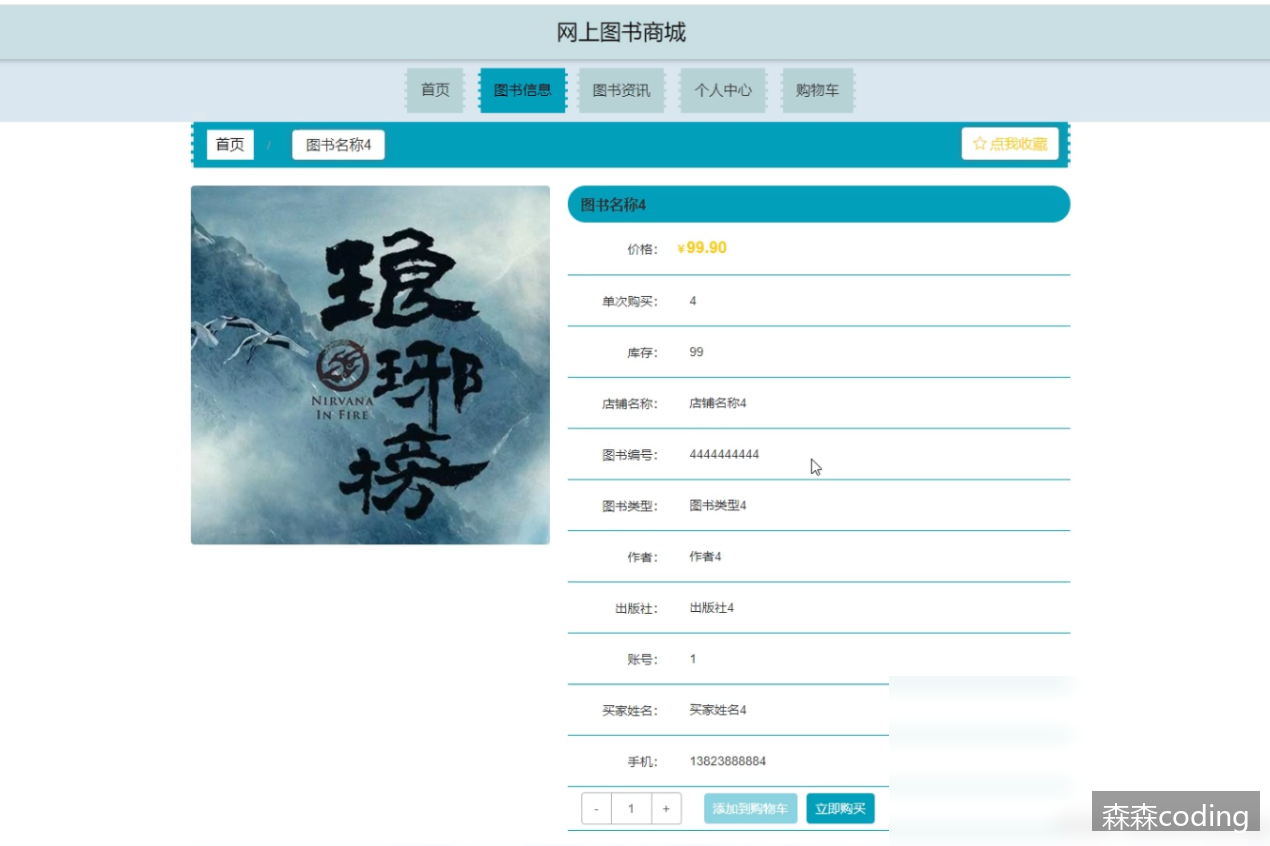 网上图书商城
首页 图书信息 图书资讯 个人中心 购物车
首页 / 图书名称4 ☆ 点我收藏
琅琊榜
NIRVANA
IN FIRE
图书名称4
价格： ￥99.90
单次购买： 4
库存： 99
店铺名称： 店铺名称4
图书编号： 4444444444
图书类型： 图书类型4
作者： 作者4
出版社： 出版社4
账号： 1
买家姓名： 买家姓名4
手机： 13823888884
- 1 + 添加到购物车 立即购买
森森coding